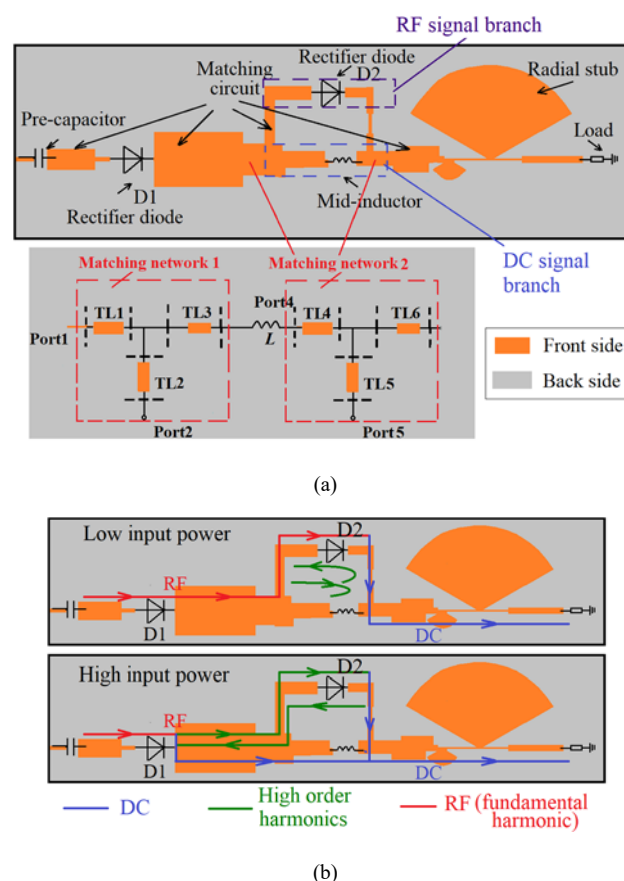 RF signal branch
Rectifier diode
D2
Matching
circuit
Radial stub
Pre-capacitor
Load
D1
Rectifier diode
Mid-inductor
DC signal
branch
Matching network 1
Matching network 2
Port4
TL1
TL3
TL4
TL6
Port1
L
TL2
TL5
Port2
Port 5
Front side
Back side
(a)
Low input power
D2
RF
D1
DC
High input power
D2
RF
D1
DC
DC
High order
harmonics
RF (fundamental
harmonic)
(b)